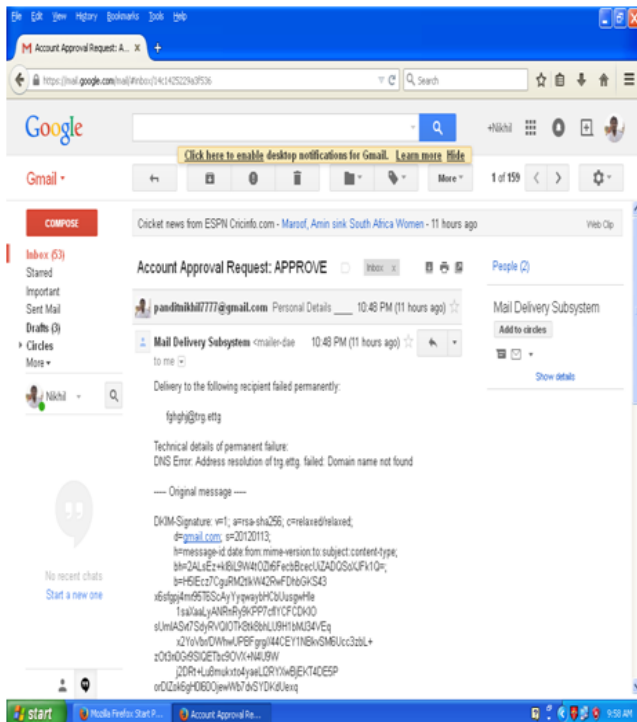 File Edit View History Bookmarks Tools Help
Account Approval Request: A... x +
Search
Google
+Nikhil
Click here to enable desktop notifications for Gmail. Learn more Hide
Gmail
More
1 of 159
COMPOSE
Cricket news from ESPN Cricinfo.com - Maroof, Amin sink South Africa Women - 11 hours ago
Web Clip
Inbox (53)
Starred
Important
Sent Mail
Drafts (3)
Circles
More
Nikhil
No recent chats
Start a new one
Account Approval Request: APPROVE
Inbox x
panditnikhil7777@gmail.com Personal Details ____ 10:48 PM (11 hours ago)
Mail Delivery Subsystem <mailer-dae 10:48 PM (11 hours ago)
to me
Delivery to the following recipient failed permanently:
fghghj@trg.ettg
Technical details of permanent failure:
DNS Error: Address resolution of trg.ettg. failed: Domain name not found
----- Original message -----
DKIM-Signature: v=1; a=rsa-sha256; c=relaxed/relaxed;
d=gmail.com; s=20120113;
h=message-id:date:from:mime-version:to:subject:content-type;
People (2)
Mail Delivery Subsystem
Add to circles
Show details
start
Mozilla Firefox Start P...
Account Approval Re...
9:58 AM